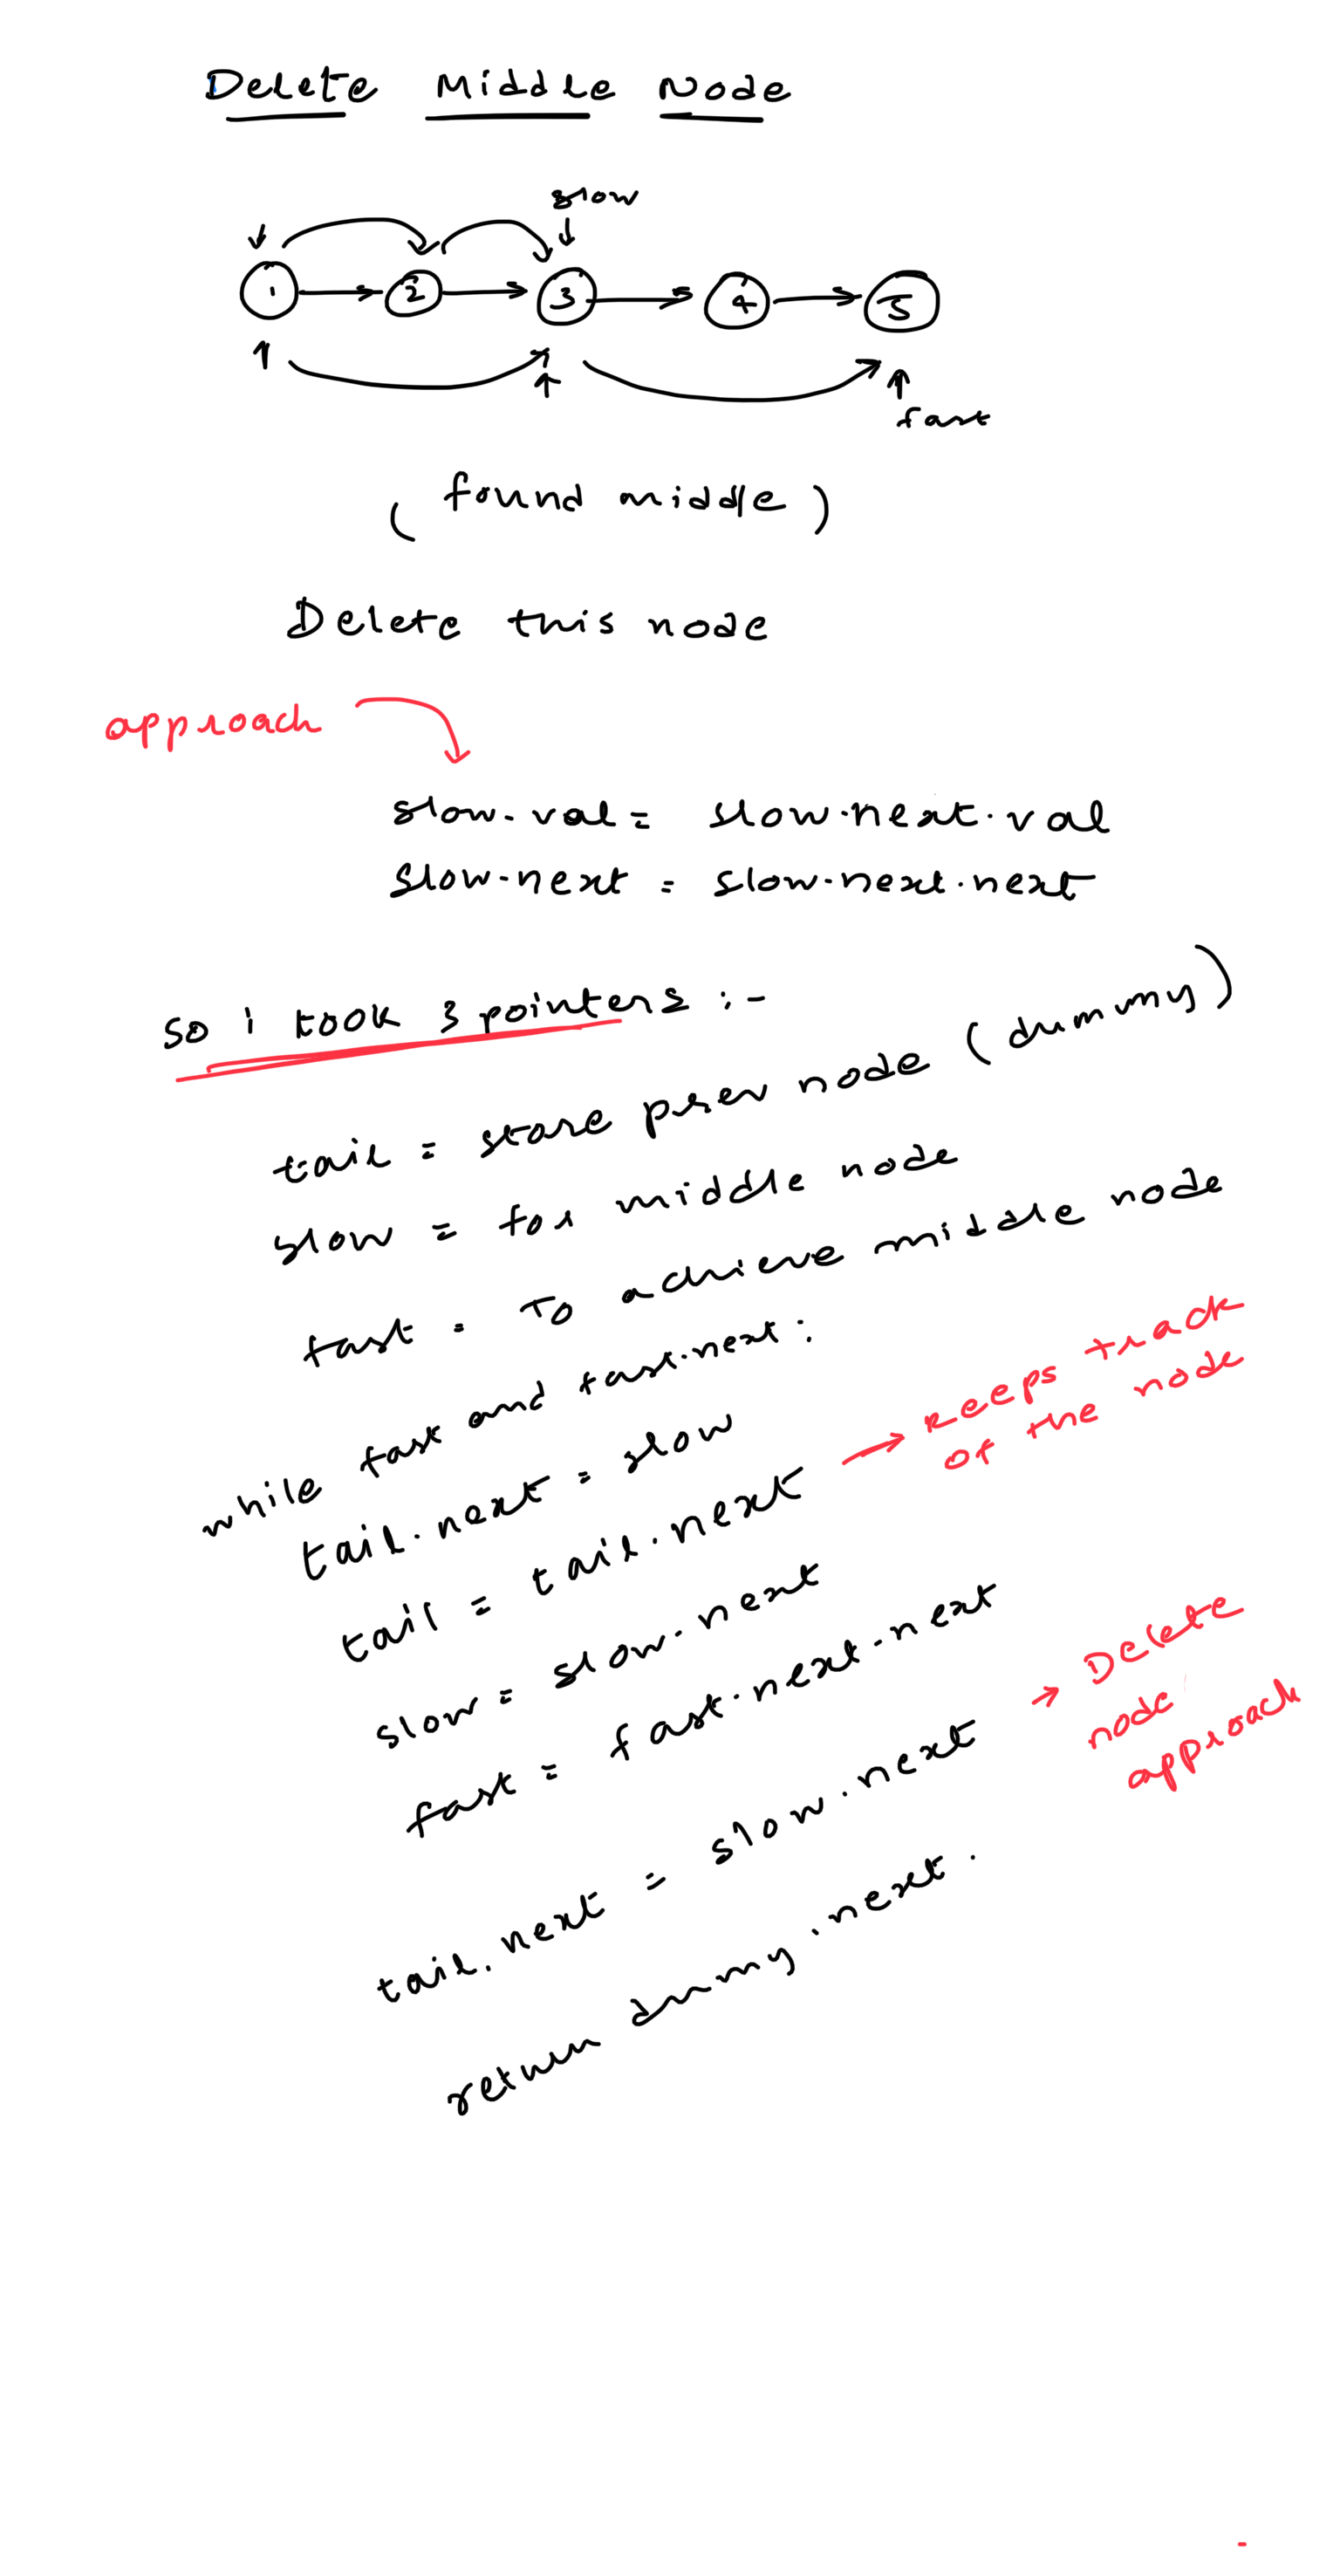 Delete Middle Node
slow
1 2 3 4 5
fast
( found middle )
Delete this node
approach
slow.val = slow.next.val
slow.next = slow.next.next
so i took 3 pointers :-
tail = store prev node (dummy)
slow = for middle node
fast = To achieve middle node
while fast and fast.next :
tail.next = slow
tail = tail.next → keeps track
of the node
slow = slow.next
fast = fast.next.next
tail.next = slow.next → Delete
node
approach
return dummy.next.